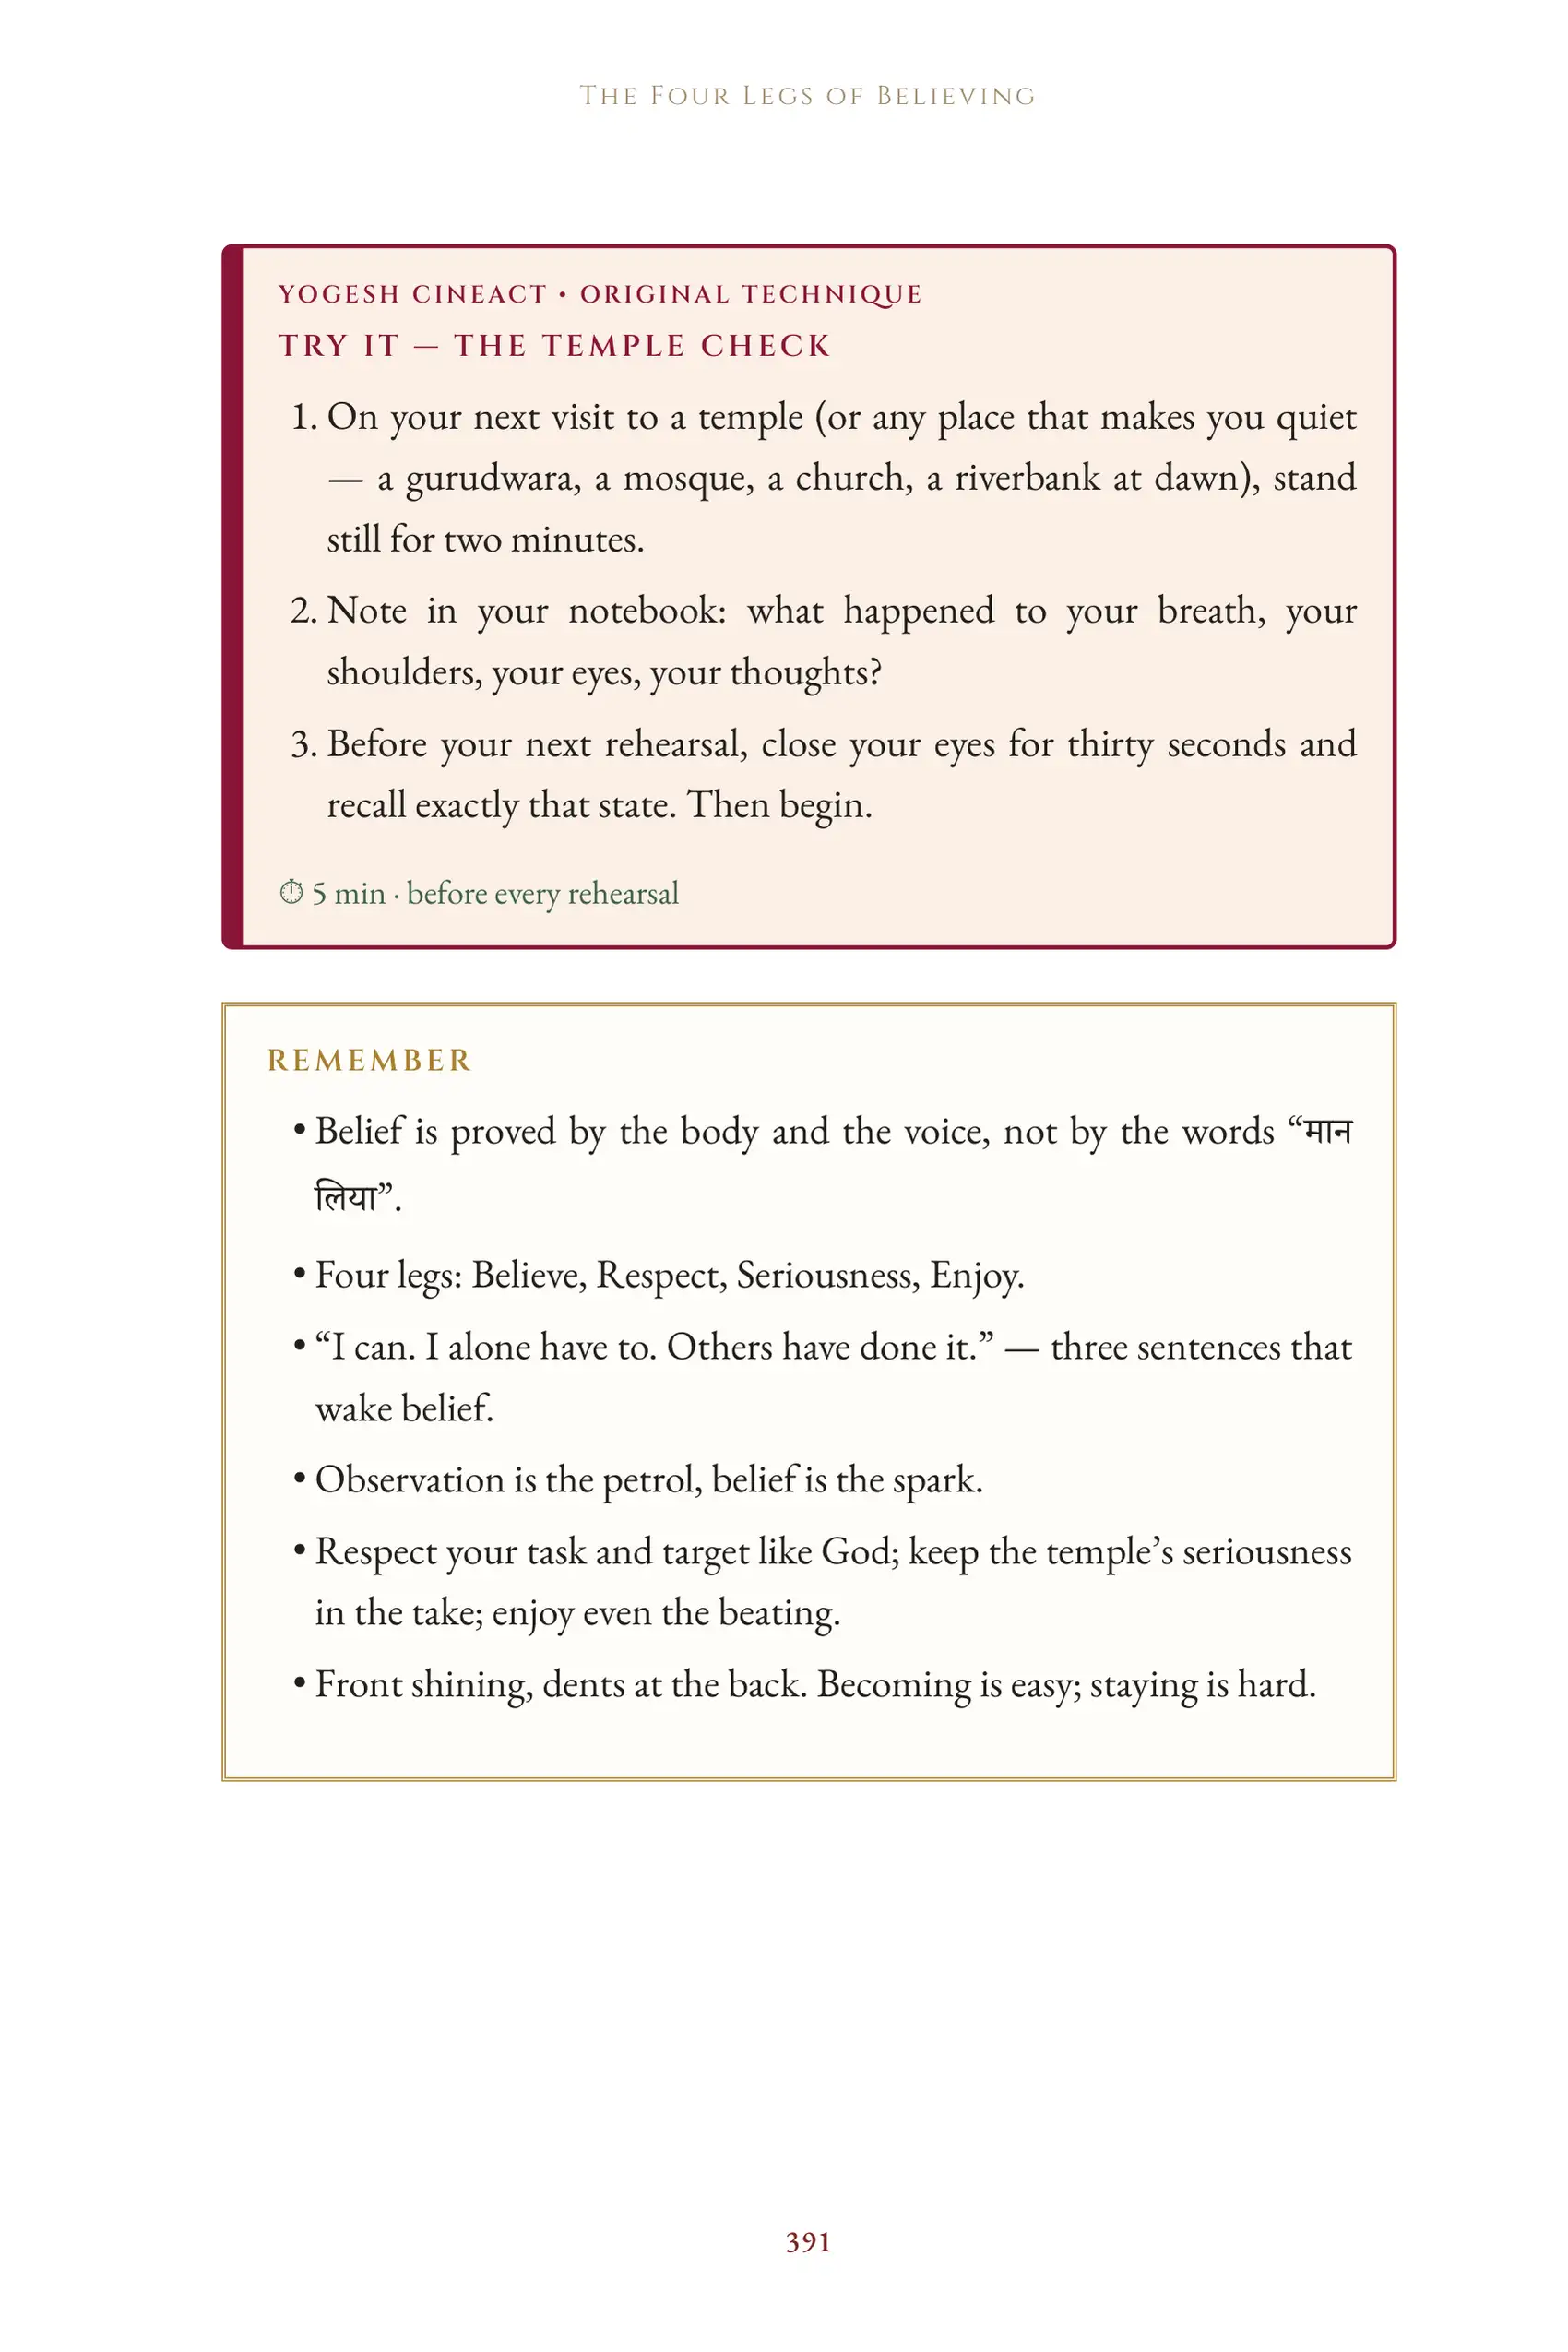 The Four Legs of Believing
YOGESH CINEACT • ORIGINAL TECHNIQUE
TRY IT — THE TEMPLE CHECK
1. On your next visit to a temple (or any place that makes you quiet
— a gurudwara, a mosque, a church, a riverbank at dawn), stand
still for two minutes.
2. Note in your notebook: what happened to your breath, your
shoulders, your eyes, your thoughts?
3. Before your next rehearsal, close your eyes for thirty seconds and
recall exactly that state. Then begin.
⏱ 5 min · before every rehearsal
REMEMBER
• Belief is proved by the body and the voice, not by the words “मान
लिया”.
• Four legs: Believe, Respect, Seriousness, Enjoy.
• “I can. I alone have to. Others have done it.” — three sentences that
wake belief.
• Observation is the petrol, belief is the spark.
• Respect your task and target like God; keep the temple’s seriousness
in the take; enjoy even the beating.
• Front shining, dents at the back. Becoming is easy; staying is hard.
391